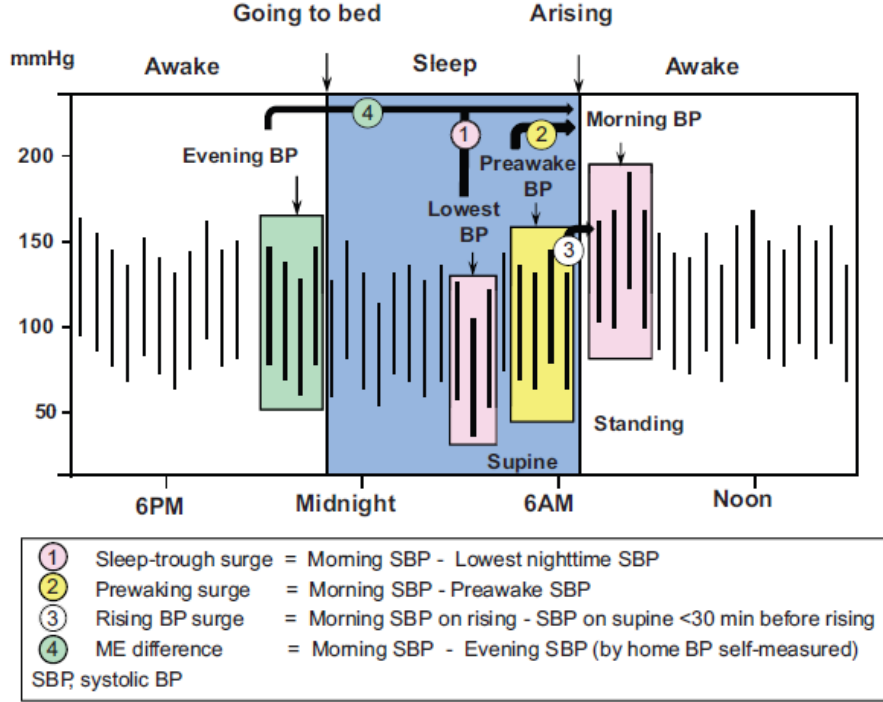 Going to bed
Arising
mmHg
Awake
Sleep
Awake
4
1
2
Morning BP
200
Evening BP
Preawake
BP
Lowest
BP
150
3
100
50
Standing
Supine
6PM
Midnight
6AM
Noon
1 Sleep-trough surge = Morning SBP - Lowest nighttime SBP
2 Prewaking surge = Morning SBP - Preawake SBP
3 Rising BP surge = Morning SBP on rising - SBP on supine <30 min before rising
4 ME difference = Morning SBP - Evening SBP (by home BP self-measured)
SBP, systolic BP